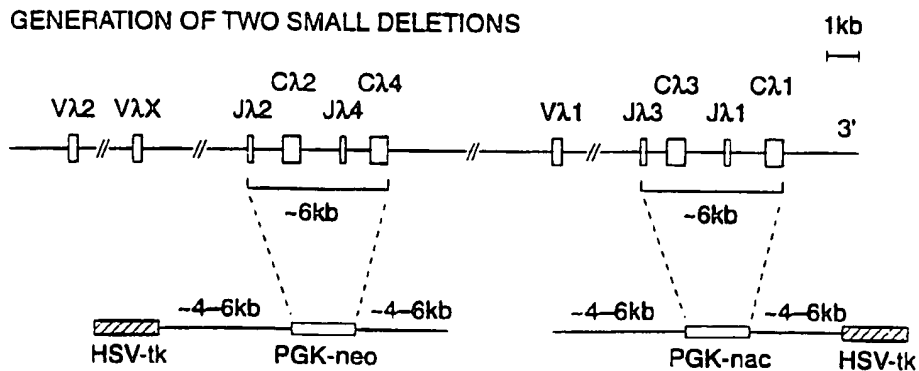 GENERATION OF TWO SMALL DELETIONS
1kb
Cλ2 Cλ4 Cλ3 Cλ1
Vλ2 VλX Jλ2 Jλ4 Vλ1 Jλ3 Jλ1 3'
~6kb ~6kb
~4–6kb ~4–6kb ~4–6kb ~4–6kb
HSV-tk PGK-neo PGK-nac HSV-tk